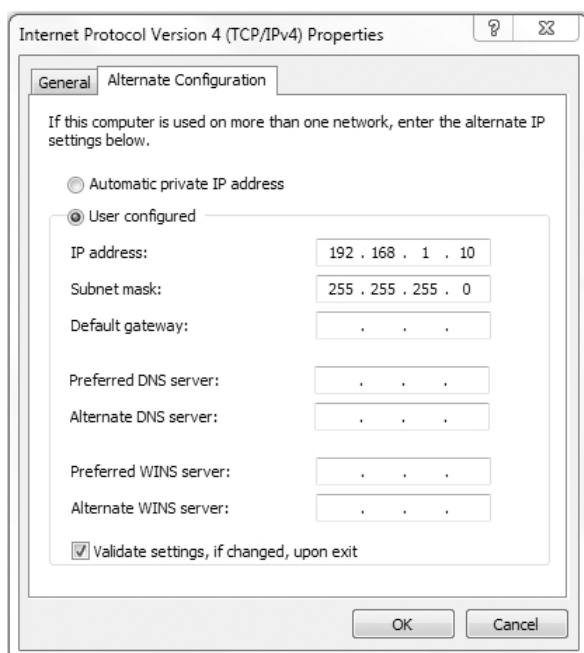 Internet Protocol Version 4 (TCP/IPv4) Properties
General
Alternate Configuration
If this computer is used on more than one network, enter the alternate IP
settings below.
Automatic private IP address
User configured
IP address: 192 . 168 . 1 . 10
Subnet mask: 255 . 255 . 255 . 0
Default gateway: . . .
Preferred DNS server: . . .
Alternate DNS server: . . .
Preferred WINS server: . . .
Alternate WINS server: . . .
Validate settings, if changed, upon exit
OK Cancel